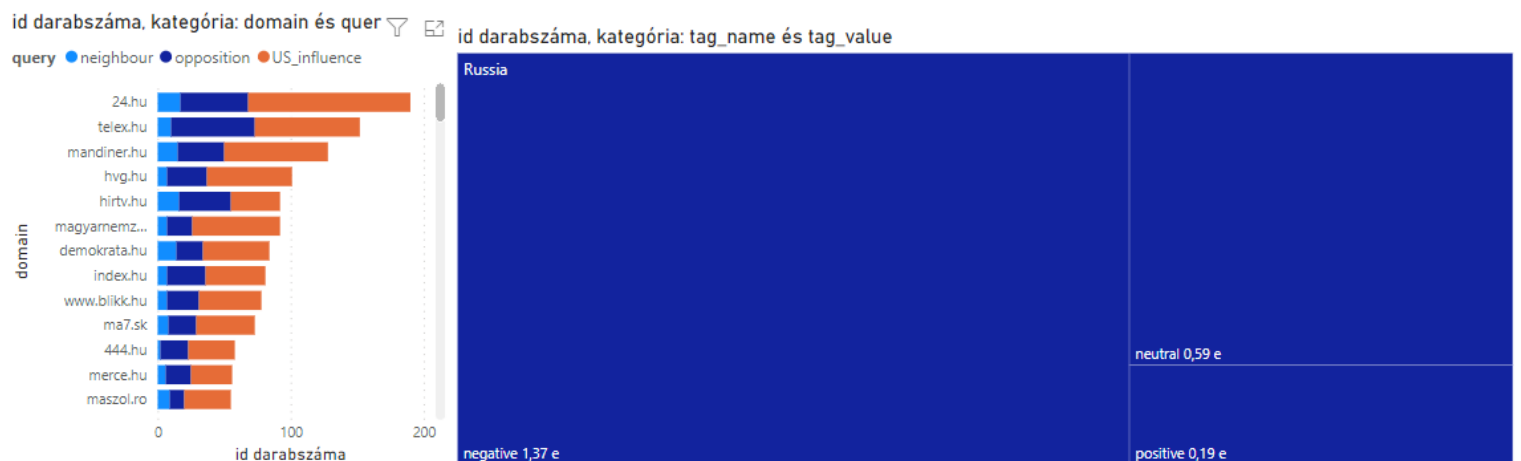 id darabszáma, kategória: domain és quer
query neighbour opposition US_influence
24.hu
telex.hu
mandiner.hu
hvg.hu
hirtv.hu
magyarnemz...
demokrata.hu
index.hu
www.blikk.hu
ma7.sk
444.hu
merce.hu
maszol.ro
domain
0 100 200
id darabszáma
id darabszáma, kategória: tag_name és tag_value
Russia
negative 1,37 e
neutral 0,59 e
positive 0,19 e